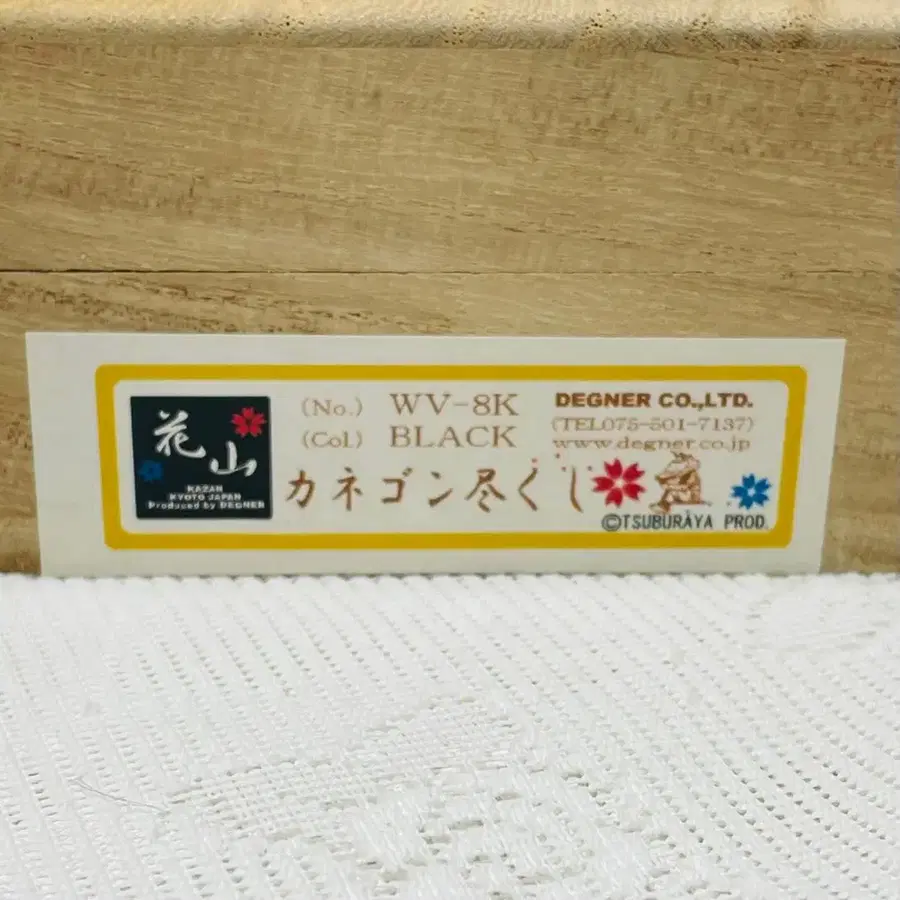 花山
KAZAN
KYOTO JAPAN
Produced by DEGNER
(No.) WV-8K
(Col.) BLACK
カネゴン尽くし
DEGNER CO.,LTD.
(TEL075-501-7137)
www.degner.co.jp
©TSUBURAYA PROD.